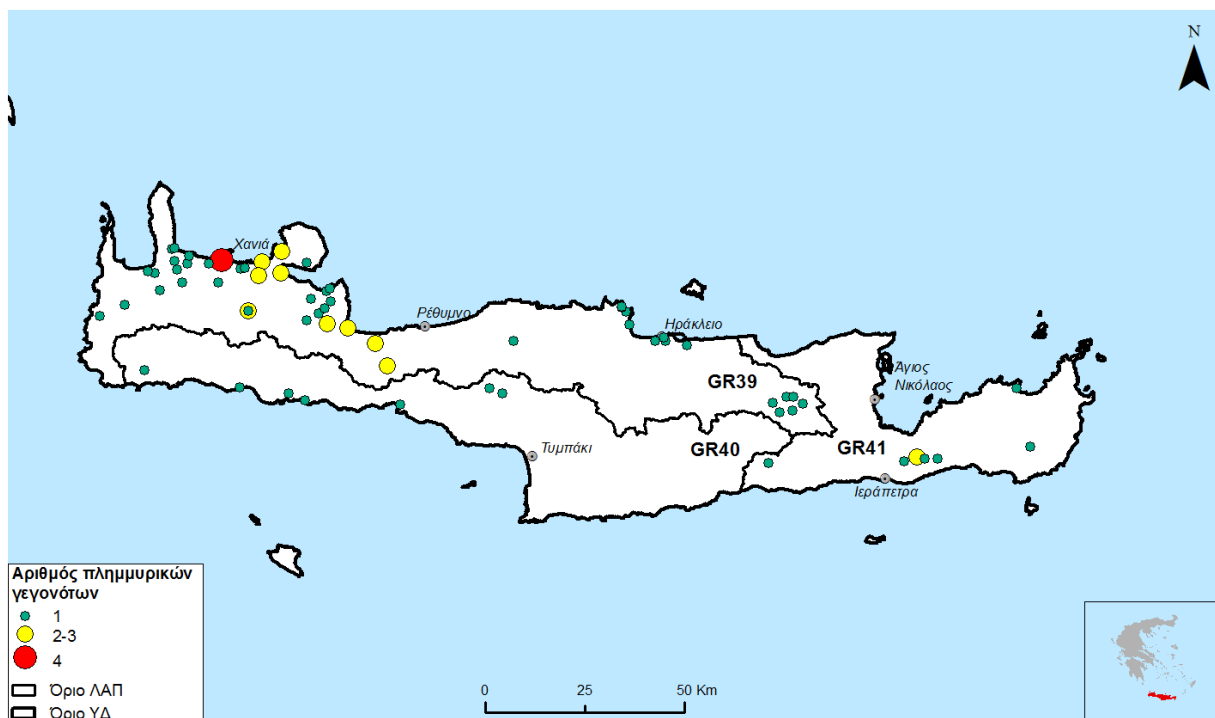 N
Χανιά
Ρέθυμνο
Ηράκλειο
Άγιος
Νικόλαος
GR39
GR40
GR41
Τυμπάκι
Ιεράπετρα
Αριθμός πλημμυρικών
γεγονότων
1
2-3
4
Όριο ΛΑΠ
Όριο ΥΔ
0 25 50 Km